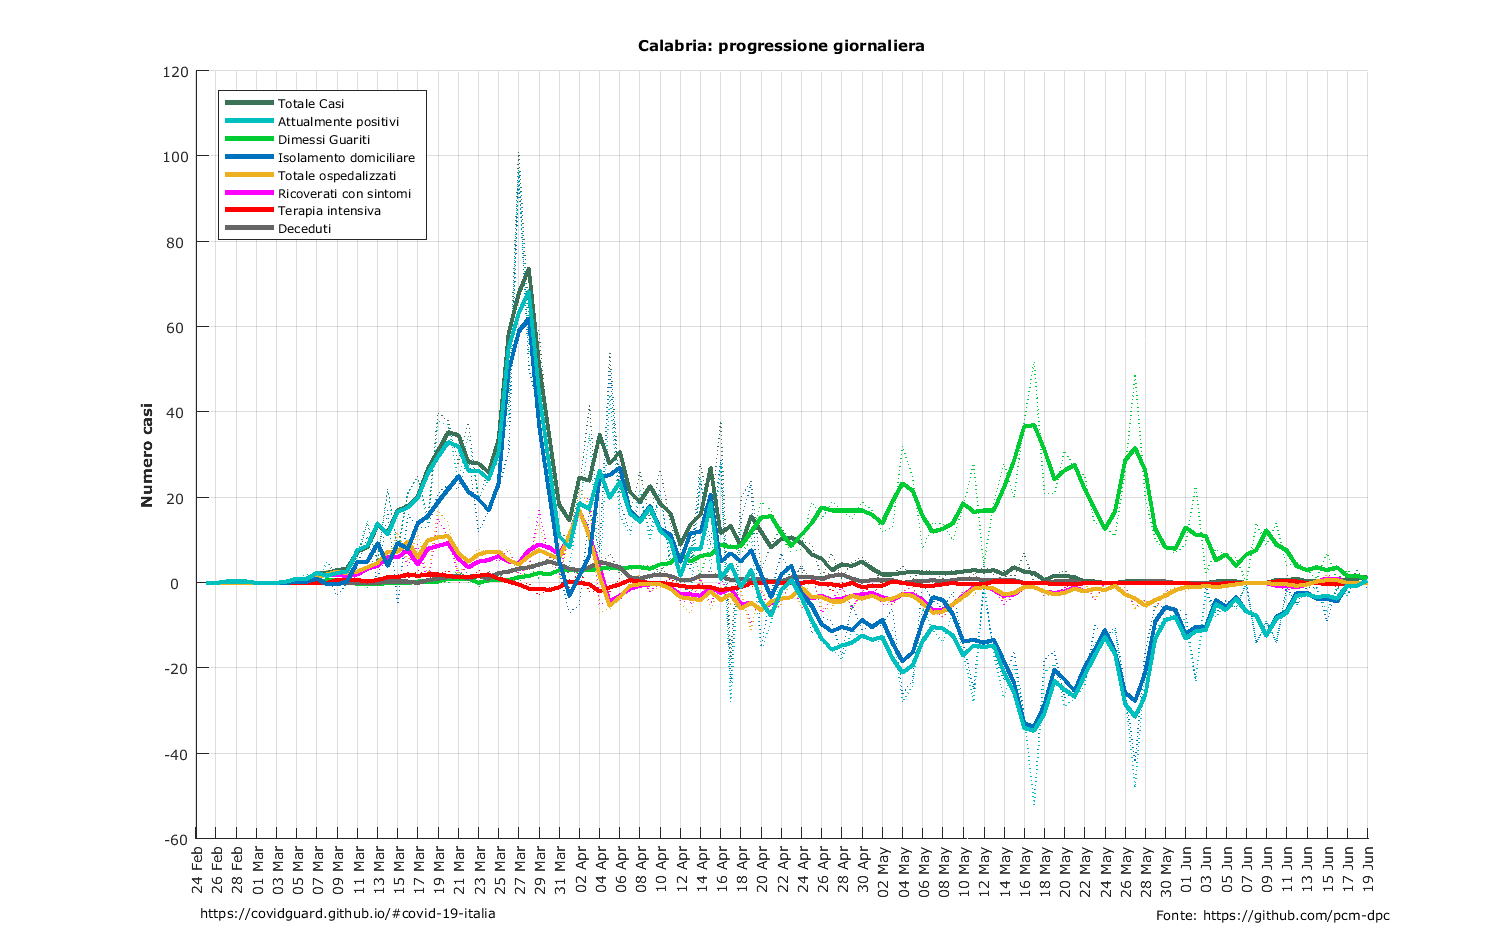 Calabria: progressione giornaliera
Numero casi
120
100
80
60
40
20
0
-20
-40
-60
Totale Casi
Attualmente positivi
Dimessi Guariti
Isolamento domiciliare
Totale ospedalizzati
Ricoverati con sintomi
Terapia intensiva
Deceduti
24 Feb
26 Feb
28 Feb
01 Mar
03 Mar
05 Mar
07 Mar
09 Mar
11 Mar
13 Mar
15 Mar
17 Mar
19 Mar
21 Mar
23 Mar
25 Mar
27 Mar
29 Mar
31 Mar
02 Apr
04 Apr
06 Apr
08 Apr
10 Apr
12 Apr
14 Apr
16 Apr
18 Apr
20 Apr
22 Apr
24 Apr
26 Apr
28 Apr
30 Apr
02 May
04 May
06 May
08 May
10 May
12 May
14 May
16 May
18 May
20 May
22 May
24 May
26 May
28 May
30 May
01 Jun
03 Jun
05 Jun
07 Jun
09 Jun
11 Jun
13 Jun
15 Jun
17 Jun
19 Jun
https://covidguard.github.io/#covid-19-italia
Fonte: https://github.com/pcm-dpc